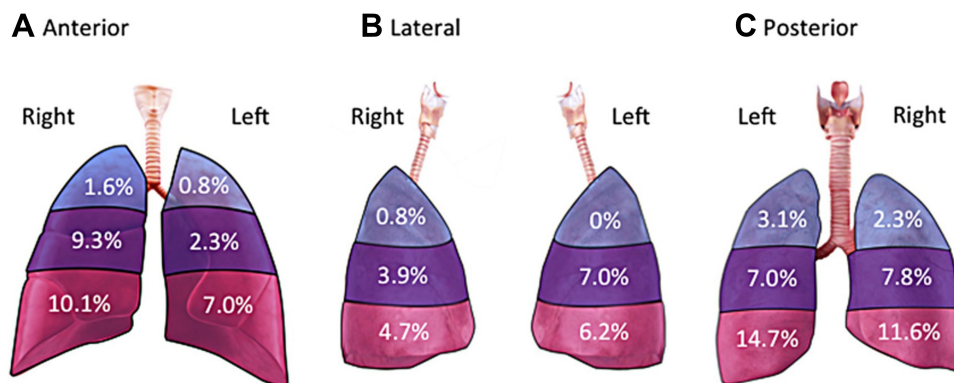 A Anterior
Right
Left
1.6%
0.8%
9.3%
2.3%
10.1%
7.0%
B Lateral
Right
Left
0.8%
0%
3.9%
7.0%
4.7%
6.2%
C Posterior
Left
Right
3.1%
2.3%
7.0%
7.8%
14.7%
11.6%